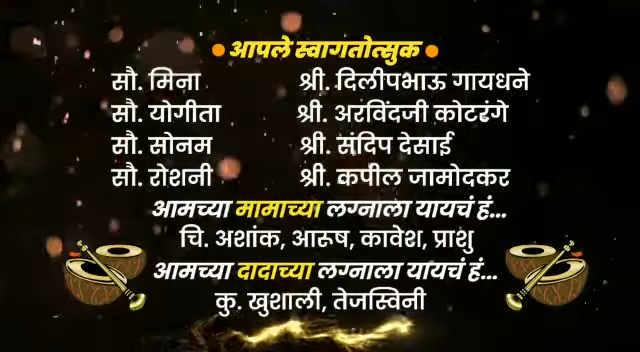 आपले स्वागतोत्सुक
सौ. मिना श्री. दिलीपभाऊ गायधने
सौ. योगीता श्री. अरविंदजी कोटरंगे
सौ. सोनम श्री. संदिप देसाई
सौ. रोशनी श्री. कपील जामोदकर
आमच्या मामाच्या लग्नाला यायचं हं...
चि. अशांक, आरूष, कावेश, प्राशु
आमच्या दादाच्या लग्नाला यायचं हं...
कु. खुशाली, तेजस्विनी